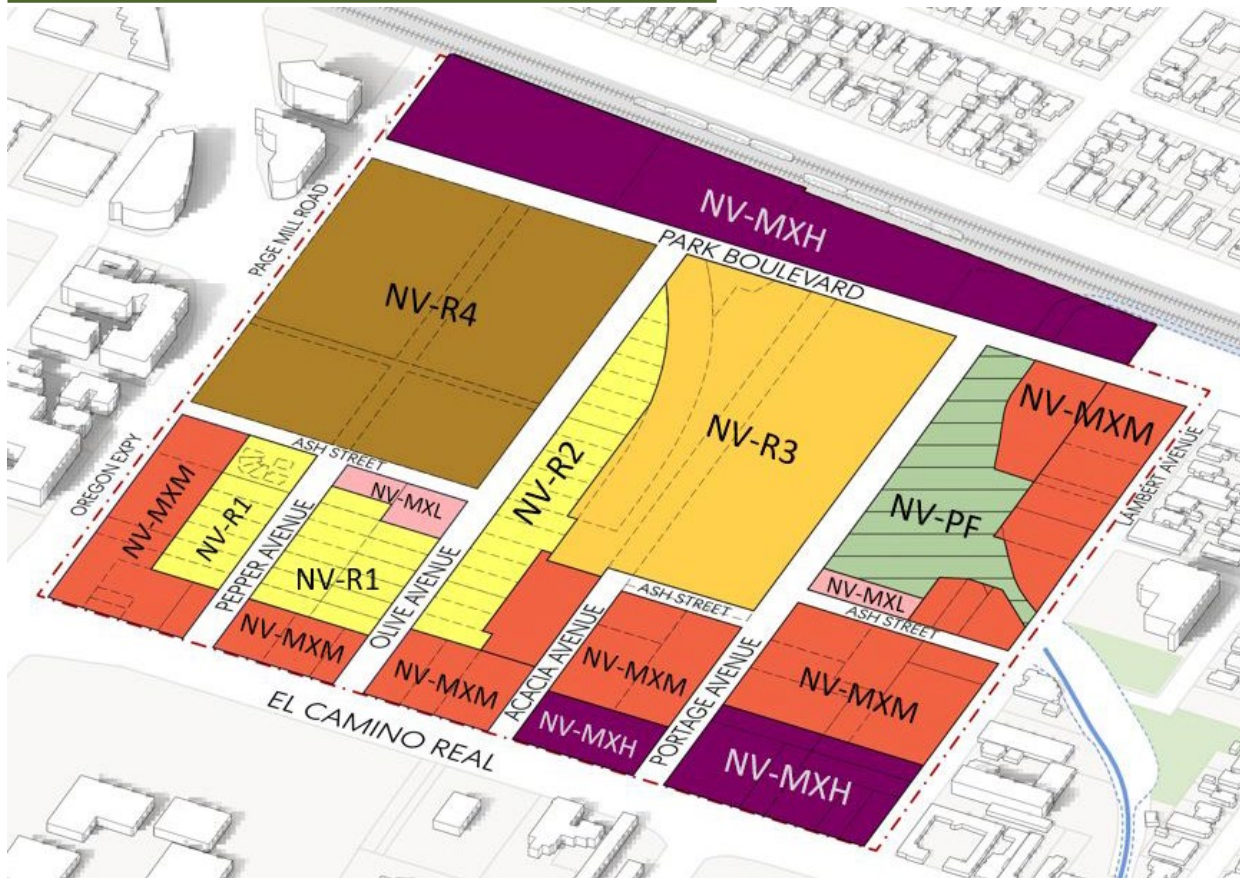 NV-MXH
PARK BOULEVARD
PAGE MILL ROAD
NV-R4
NV-R2
NV-R3
NV-MXM
LAMBERT AVENUE
NV-PF
ASH STREET
OREGON EXPY
NV-MXM
NV-R1
PEPPER AVENUE
NV-MXL
NV-R1
OLIVE AVENUE
NV-MXM
NV-MXM
ACACIA AVENUE
ASH STREET
NV-MXM
NV-MXH
PORTAGE AVENUE
NV-MXL
ASH STREET
NV-MXM
NV-MXH
EL CAMINO REAL